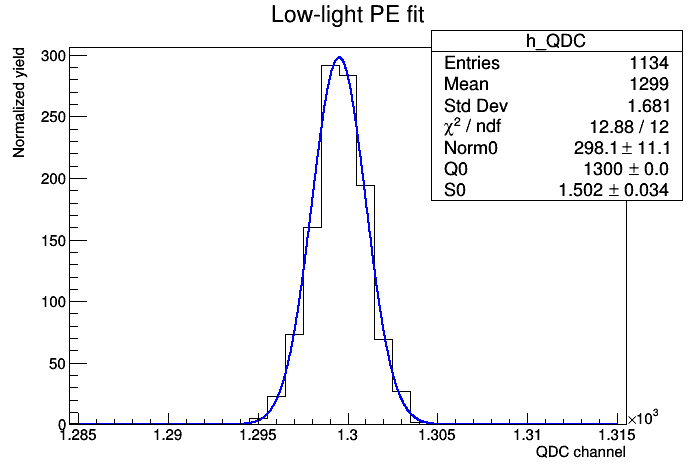 Low-light PE fit
h_QDC
Entries 1134
Mean 1299
Std Dev 1.681
χ² / ndf 12.88 / 12
Norm0 298.1 ± 11.1
Q0 1300 ± 0.0
S0 1.502 ± 0.034
Normalized yield
300
250
200
150
100
50
0
1.285 1.29 1.295 1.3 1.305 1.31 1.315
×10³
QDC channel